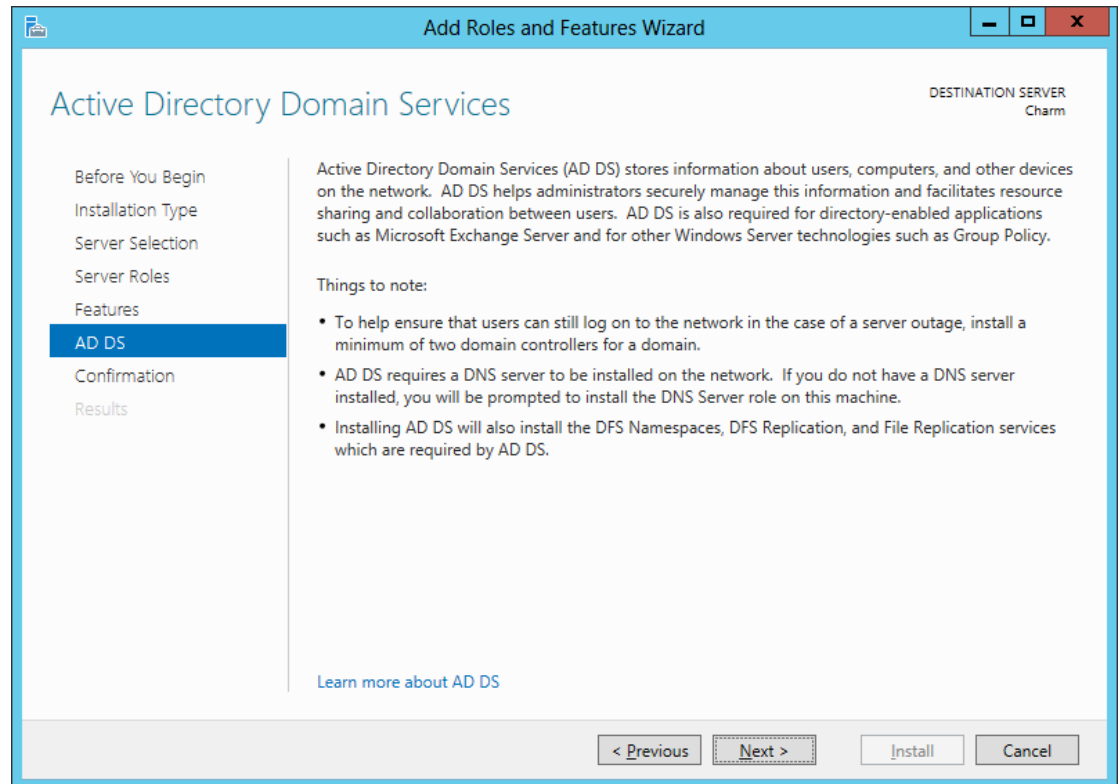 Add Roles and Features Wizard
Active Directory Domain Services
DESTINATION SERVER
Charm
Before You Begin
Installation Type
Server Selection
Server Roles
Features
AD DS
Confirmation
Results
Active Directory Domain Services (AD DS) stores information about users, computers, and other devices
on the network.  AD DS helps administrators securely manage this information and facilitates resource
sharing and collaboration between users.  AD DS is also required for directory-enabled applications
such as Microsoft Exchange Server and for other Windows Server technologies such as Group Policy.
Things to note:
• To help ensure that users can still log on to the network in the case of a server outage, install a
minimum of two domain controllers for a domain.
• AD DS requires a DNS server to be installed on the network.  If you do not have a DNS server
installed, you will be prompted to install the DNS Server role on this machine.
• Installing AD DS will also install the DFS Namespaces, DFS Replication, and File Replication services
which are required by AD DS.
Learn more about AD DS
< Previous
Next >
Install
Cancel